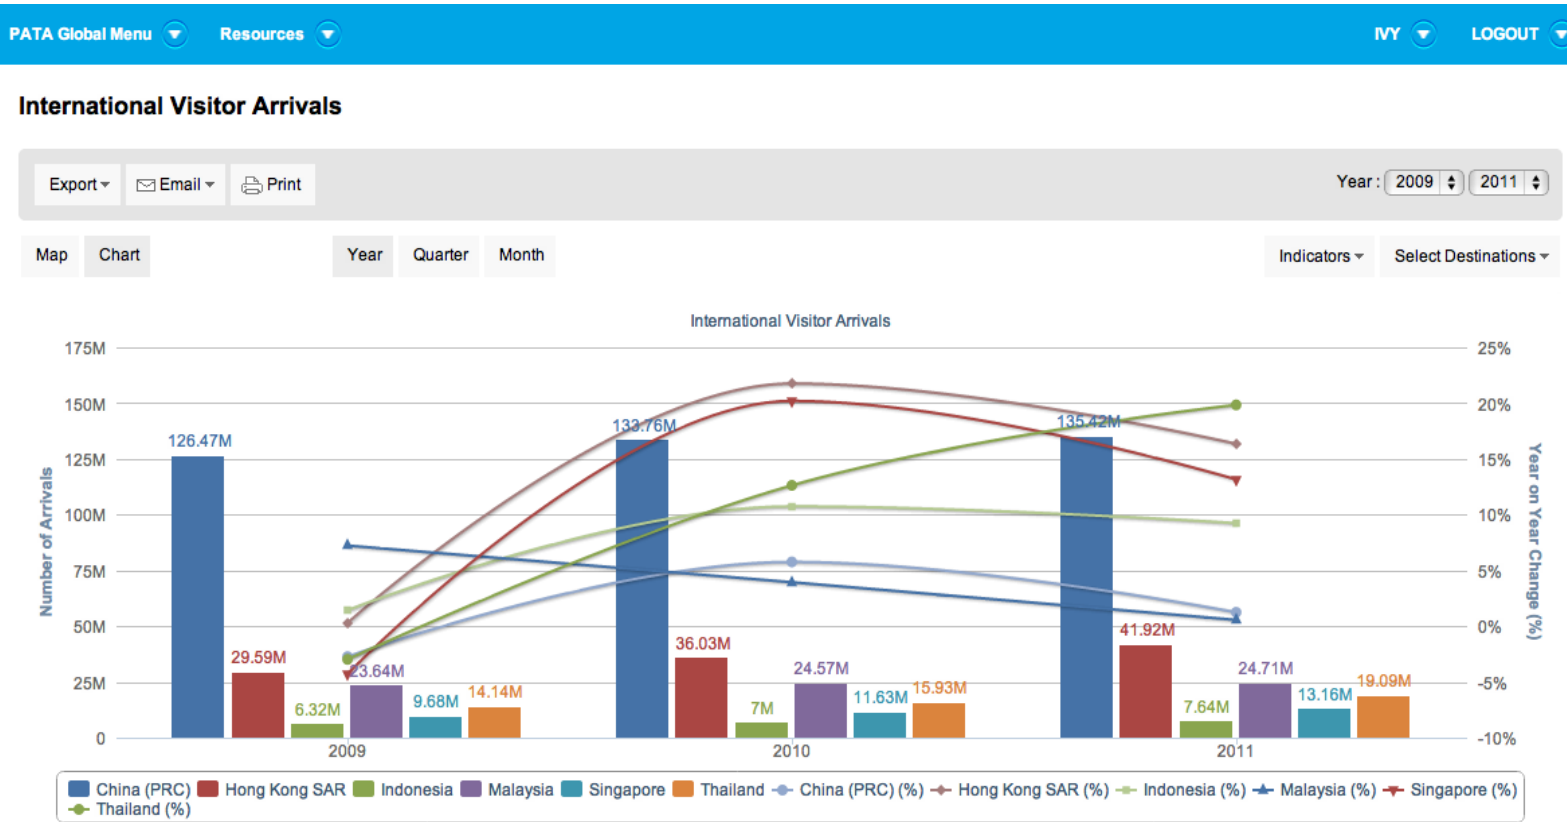 PATA Global Menu Resources IVY LOGOUT
International Visitor Arrivals
Export Email Print Year : 2009 2011
Map Chart Year Quarter Month Indicators Select Destinations
International Visitor Arrivals
175M 25%
150M 20%
133.76M 135.42M
126.47M
125M 15%
100M 10%
75M 5%
50M 0%
41.92M
36.03M
29.59M 23.64M 24.57M 24.71M
25M -5%
14.14M 15.93M 19.09M
9.68M 11.63M 13.16M
6.32M 7M 7.64M
0 -10%
2009 2010 2011
Number of Arrivals
Year on Year Change (%)
China (PRC) Hong Kong SAR Indonesia Malaysia Singapore Thailand China (PRC) (%) Hong Kong SAR (%) Indonesia (%) Malaysia (%) Singapore (%)
Thailand (%)